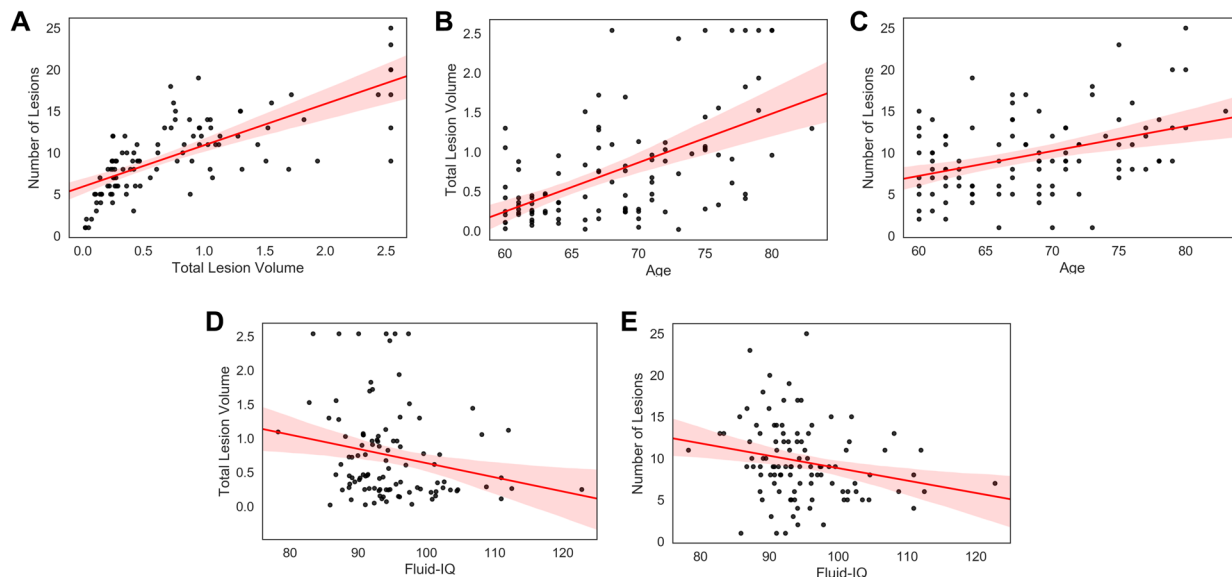 A
Number of Lesions
25
20
15
10
5
0
0.0 0.5 1.0 1.5 2.0 2.5
Total Lesion Volume
B
Total Lesion Volume
2.5
2.0
1.5
1.0
0.5
0.0
60 65 70 75 80
Age
C
Number of Lesions
25
20
15
10
5
0
60 65 70 75 80
Age
D
Total Lesion Volume
2.5
2.0
1.5
1.0
0.5
0.0
80 90 100 110 120
Fluid-IQ
E
Number of Lesions
25
20
15
10
5
0
80 90 100 110 120
Fluid-IQ